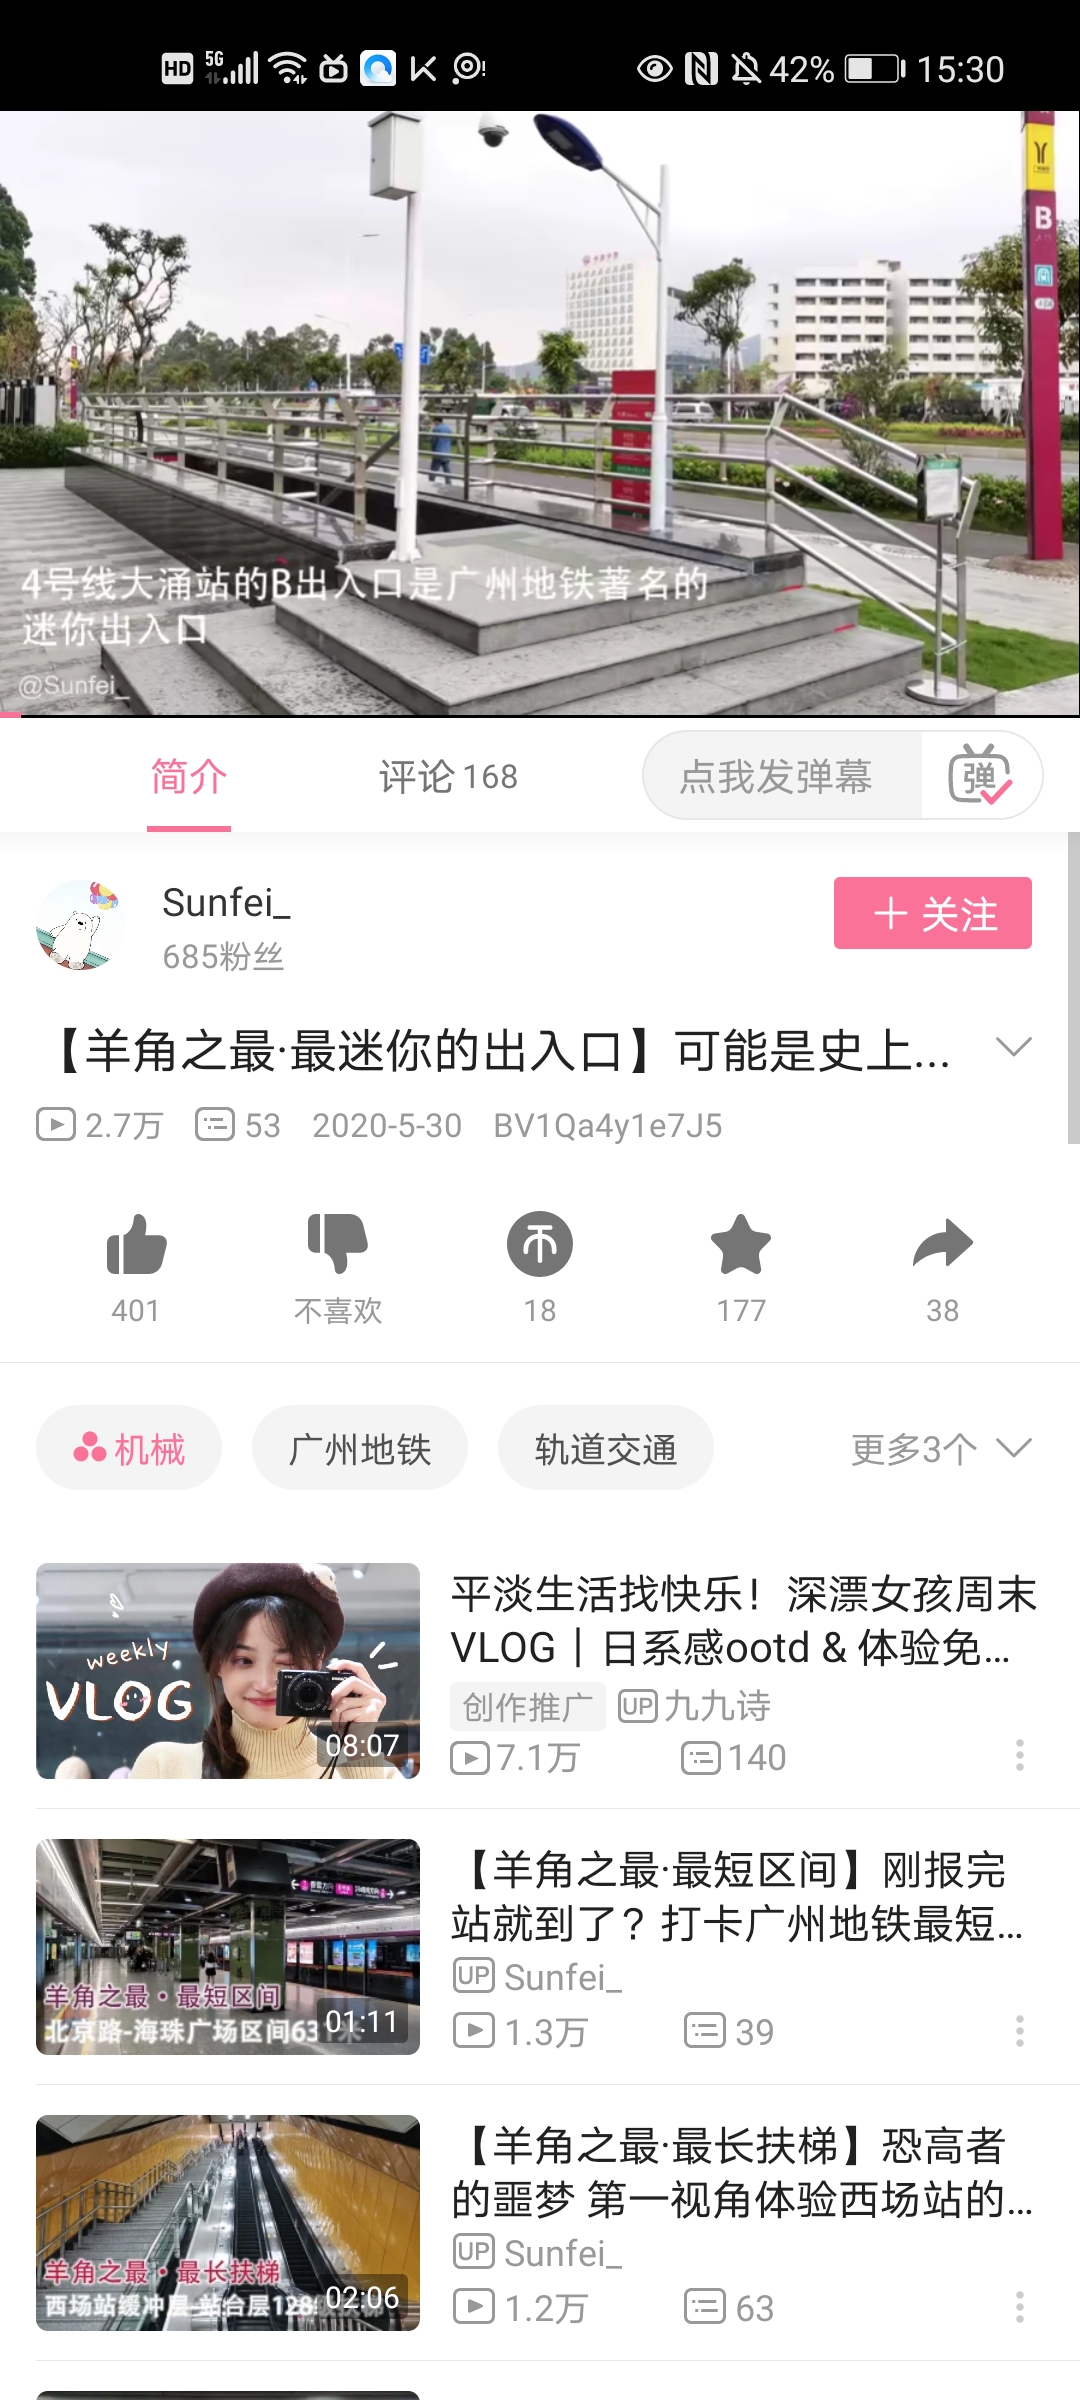 HD 5G 42% 15:30
B
4号线大涌站的B出入口是广州地铁著名的
迷你出入口
@Sunfei_
简介 评论 168 点我发弹幕 弹
Sunfei_
685粉丝
+ 关注
【羊角之最·最迷你的出入口】可能是史上...
2.7万 53 2020-5-30 BV1Qa4y1e7J5
401 不喜欢 18 177 38
机械 广州地铁 轨道交通 更多3个
weekly
VLOG
08:07
平淡生活找快乐！深漂女孩周末
VLOG｜日系感ootd & 体验免...
创作推广 UP 九九诗
7.1万 140
羊角之最·最短区间
北京路-海珠广场区间63
01:11
【羊角之最·最短区间】刚报完
站就到了？打卡广州地铁最短...
UP Sunfei_
1.3万 39
羊角之最·最长扶梯
西场站缓冲层-站台层128
02:06
【羊角之最·最长扶梯】恐高者
的噩梦 第一视角体验西场站的...
UP Sunfei_
1.2万 63